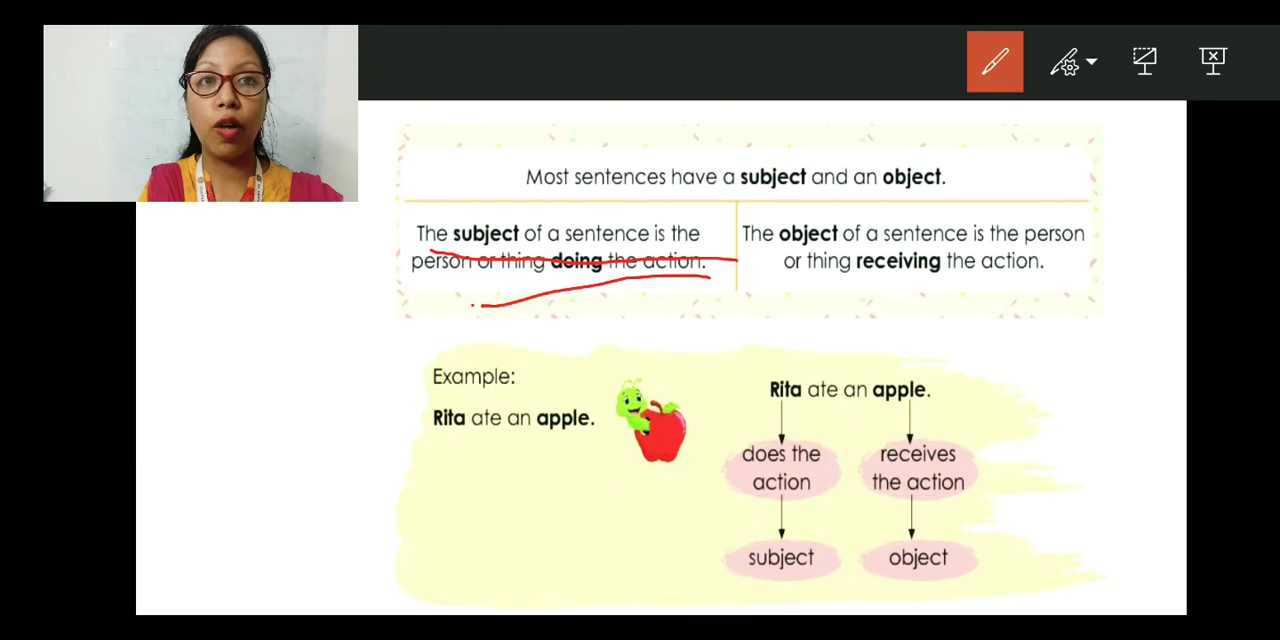 Most sentences have a subject and an object.
The subject of a sentence is the
person or thing doing the action.
The object of a sentence is the person
or thing receiving the action.
Example:
Rita ate an apple.
Rita ate an apple.
does the
action
receives
the action
subject
object